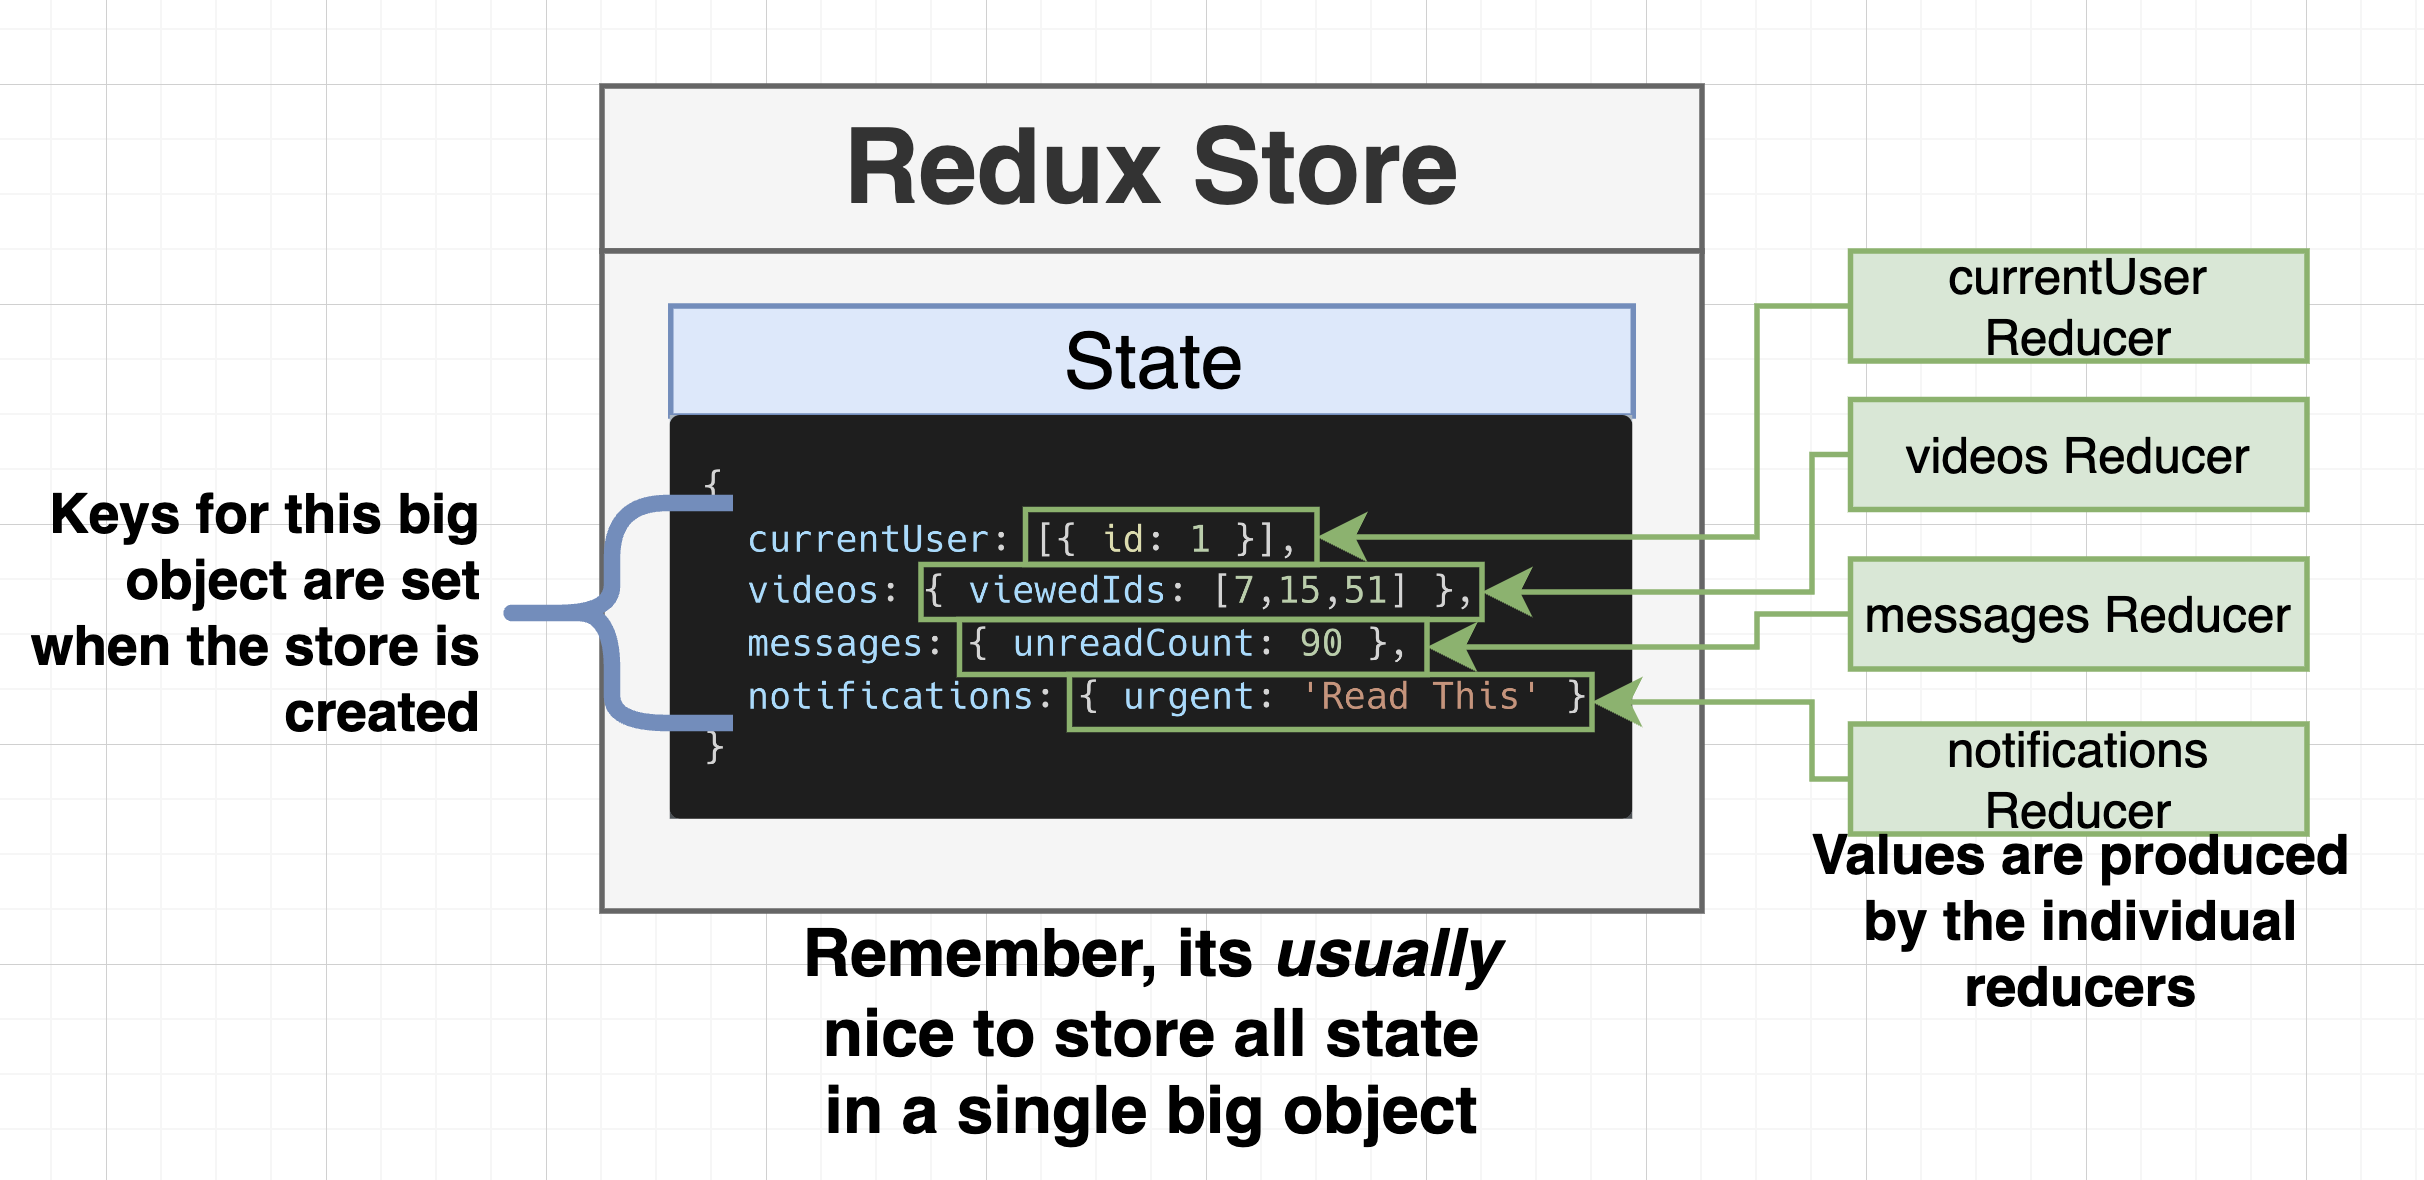 Redux Store
State
{
currentUser: [{ id: 1 }],
videos: { viewedIds: [7,15,51] },
messages: { unreadCount: 90 },
notifications: { urgent: 'Read This' }
}
Keys for this big
object are set
when the store is
created
currentUser
Reducer
videos Reducer
messages Reducer
notifications
Reducer
Values are produced
by the individual
reducers
Remember, its usually
nice to store all state
in a single big object